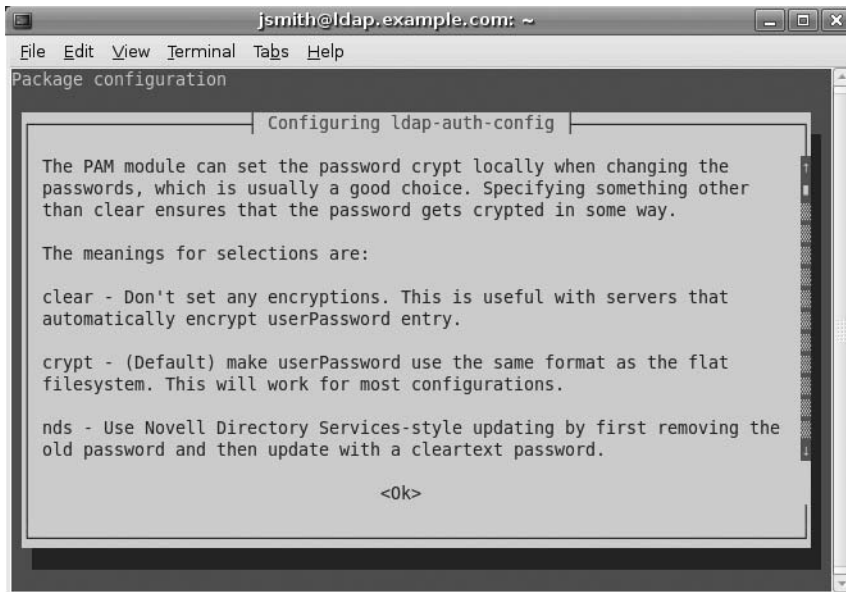 jsmith@ldap.example.com: ~
File Edit View Terminal Tabs Help
Package configuration
Configuring ldap-auth-config
The PAM module can set the password crypt locally when changing the
passwords, which is usually a good choice. Specifying something other
than clear ensures that the password gets crypted in some way.
The meanings for selections are:
clear - Don't set any encryptions. This is useful with servers that
automatically encrypt userPassword entry.
crypt - (Default) make userPassword use the same format as the flat
filesystem. This will work for most configurations.
nds - Use Novell Directory Services-style updating by first removing the
old password and then update with a cleartext password.
<Ok>